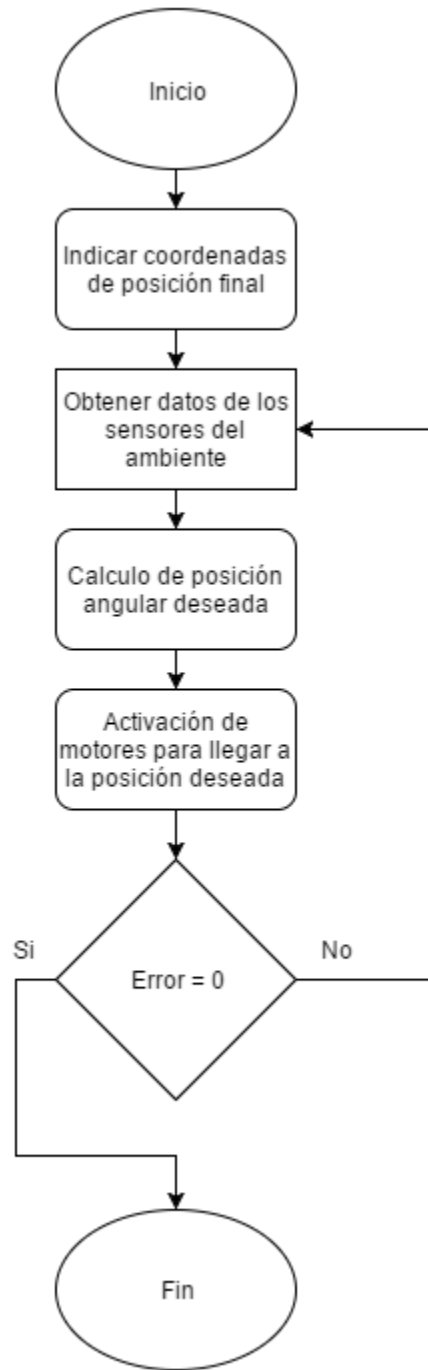 Inicio
Indicar coordenadas
de posición final
Obtener datos de los
sensores del
ambiente
Calculo de posición
angular deseada
Activación de
motores para llegar a
la posición deseada
Si
No
Error = 0
Fin